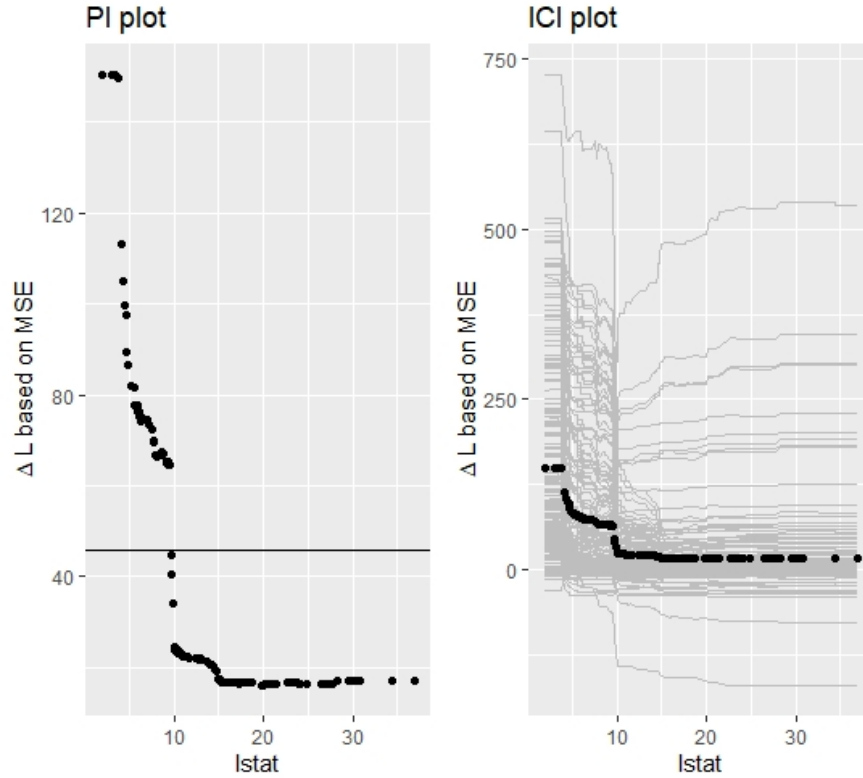 PI plot
Δ L based on MSE
120
80
40
10 20 30
lstat
ICI plot
Δ L based on MSE
750
500
250
0
10 20 30
lstat